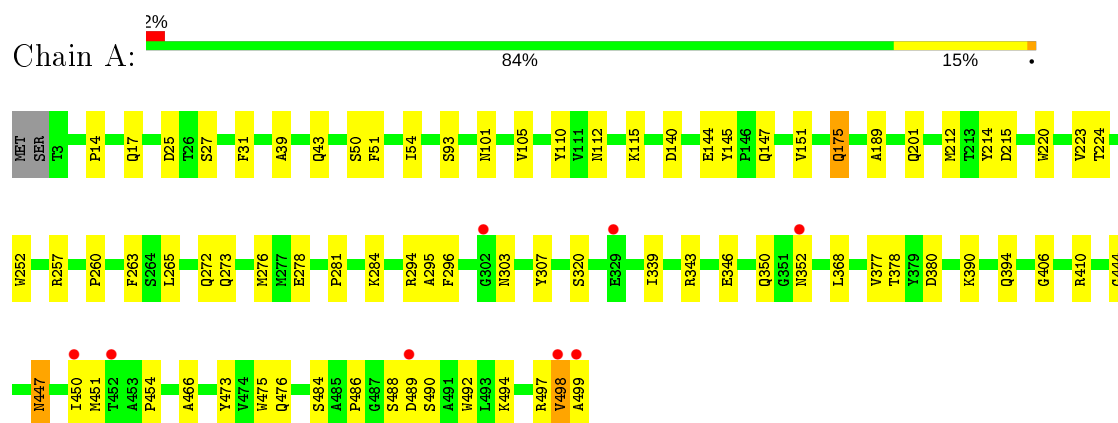 2%
Chain A:
84% 15% •
MET SER T3 P14 Q17 D25 T26 S27 F31 A39 Q43 S50 F51 I54 S93 N101 V105 Y110 V111 N112 K115 D140 E144 Y145 P146 Q147 V151 Q175 A189 Q201 M212 T213 Y214 D215 W220 V223 T224
W252 R257 P260 F263 S264 L265 Q272 Q273 M276 M277 E278 P281 K284 R294 A295 F296 G302 N303 Y307 S320 E329 I339 R343 E346 Q350 G351 N352 L368 V377 T378 Y379 D380 K390 Q394 G406 R410
N447 I450 M451 T452 A453 P454 A466 Y473 V474 W475 Q476 S484 A485 P486 G487 S488 D489 S490 A491 W492 L493 K494 R497 V498 A499